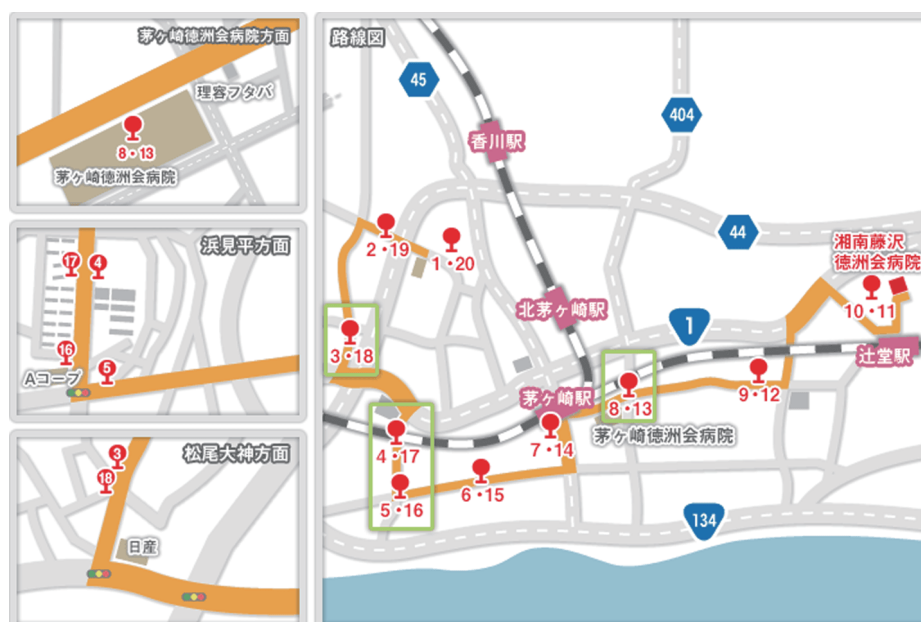 茅ヶ崎徳洲会病院方面
理容フタバ
8・13
茅ヶ崎徳洲会病院
浜見平方面
17
4
16
5
Aコープ
松尾大神方面
3
18
日産
路線図
45
404
香川駅
44
2・19
1・20
湘南藤沢
徳洲会病院
10・11
北茅ヶ崎駅
1
3・18
辻堂駅
茅ヶ崎駅
8・13
9・12
茅ヶ崎徳洲会病院
4・17
7・14
6・15
5・16
134